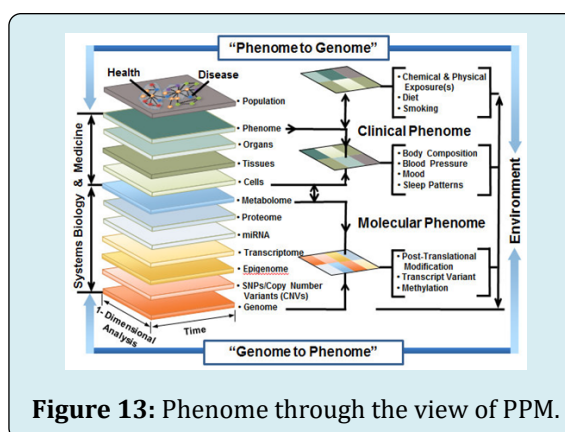 “Phenome to Genome”
Health
Disease
• Population
• Phenome
• Organs
• Tissues
• Cells
• Metabolome
• Proteome
• miRNA
• Transcriptome
• Epigenome
• SNPs/Copy Number
Variants (CNVs)
• Genome
Systems Biology & Medicine
1- Dimensional
Analysis
Time
• Chemical & Physical
Exposure(s)
• Diet
• Smoking
Clinical Phenome
• Body Composition
• Blood Pressure
• Mood
• Sleep Patterns
Molecular Phenome
• Post-Translational
Modification
• Transcript Variant
• Methylation
Environment
“Genome to Phenome”
Figure 13: Phenome through the view of PPM.